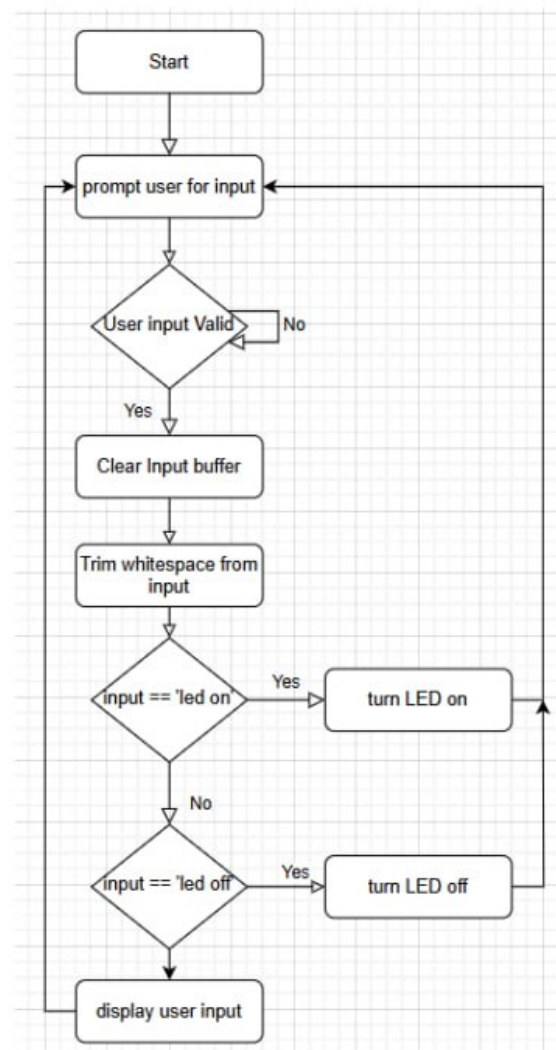 Start
prompt user for input
User input Valid
No
Yes
Clear Input buffer
Trim whitespace from
input
input == 'led on'
Yes
turn LED on
No
input == 'led off'
Yes
turn LED off
display user input